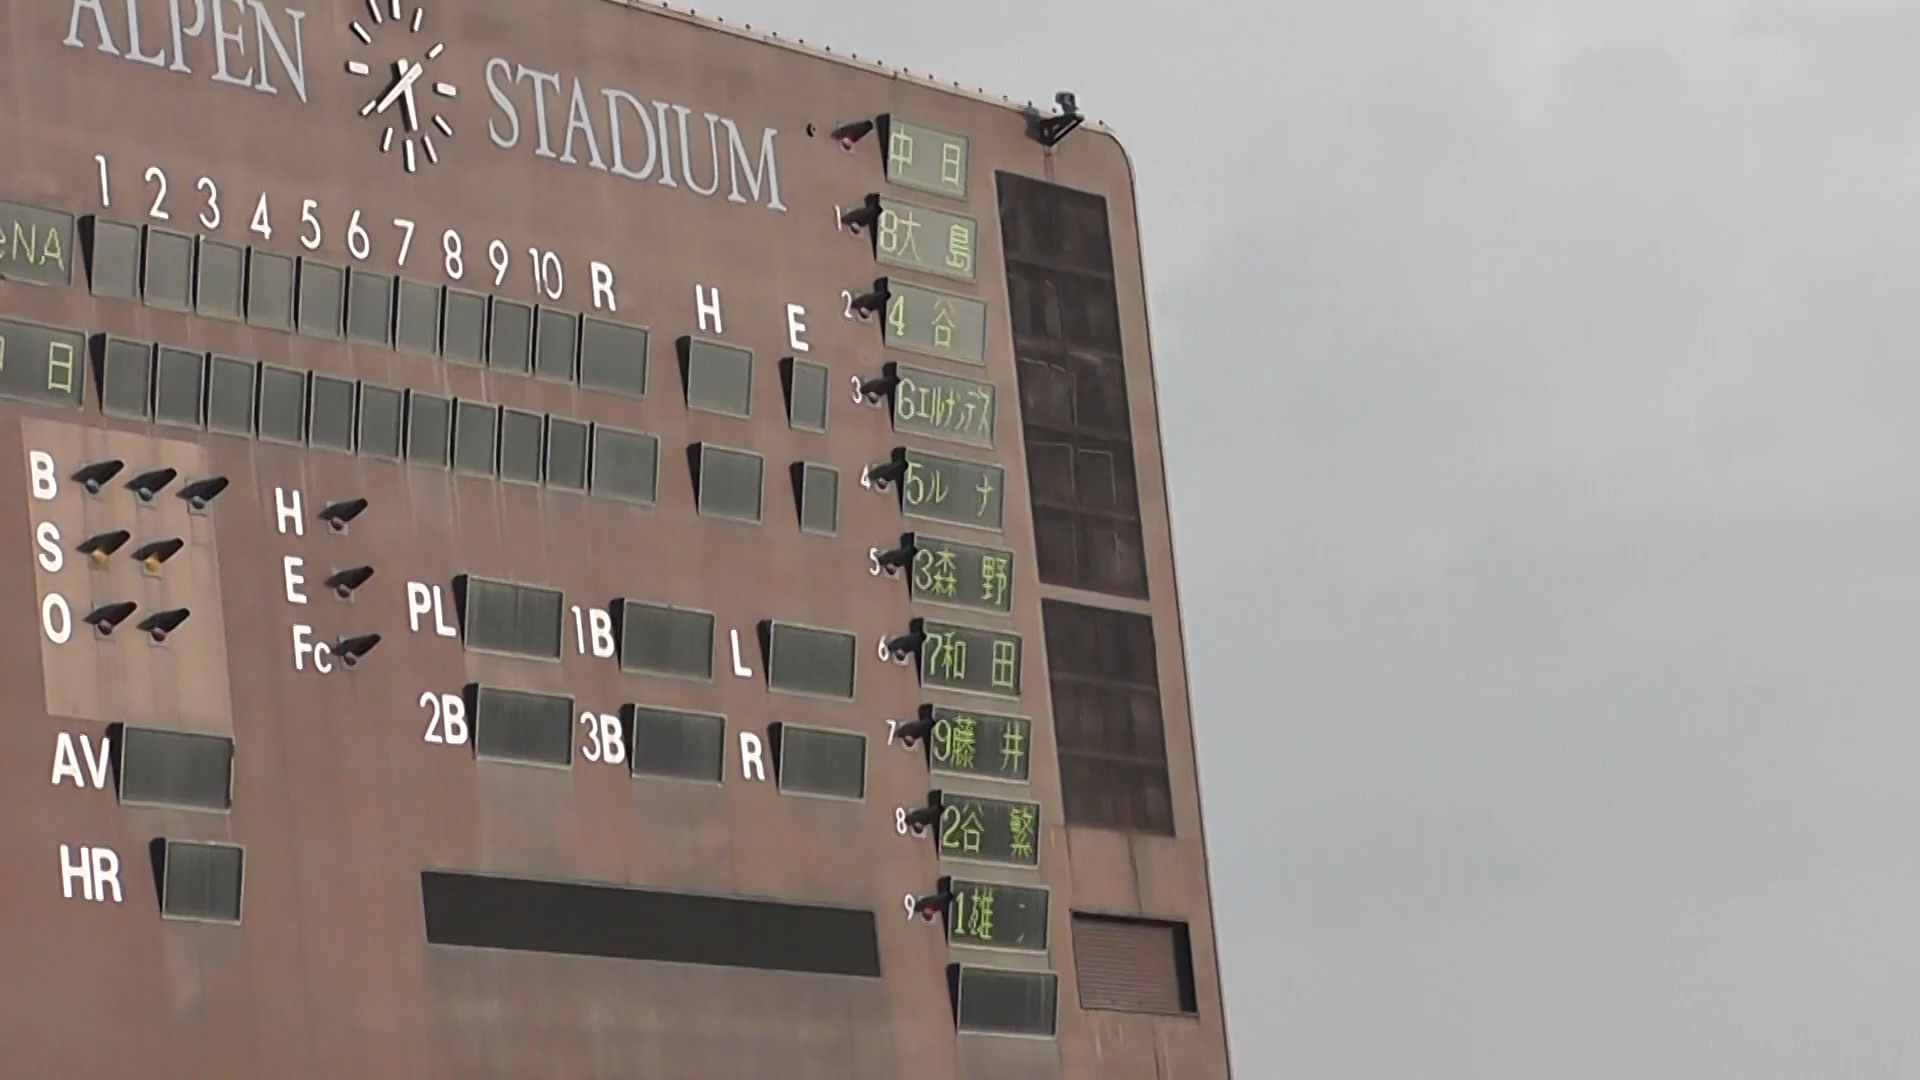 ALPEN STADIUM
1 2 3 4 5 6 7 8 9 10 R H E
eNA
日
B
S
O
H
E
Fc
PL 1B L
2B 3B R
AV
HR
中日
1 8大島
2 4谷
3 6エルナンデス
4 5ルナ
5 3森野
6 7和田
7 9藤井
8 2谷繁
9 1雄